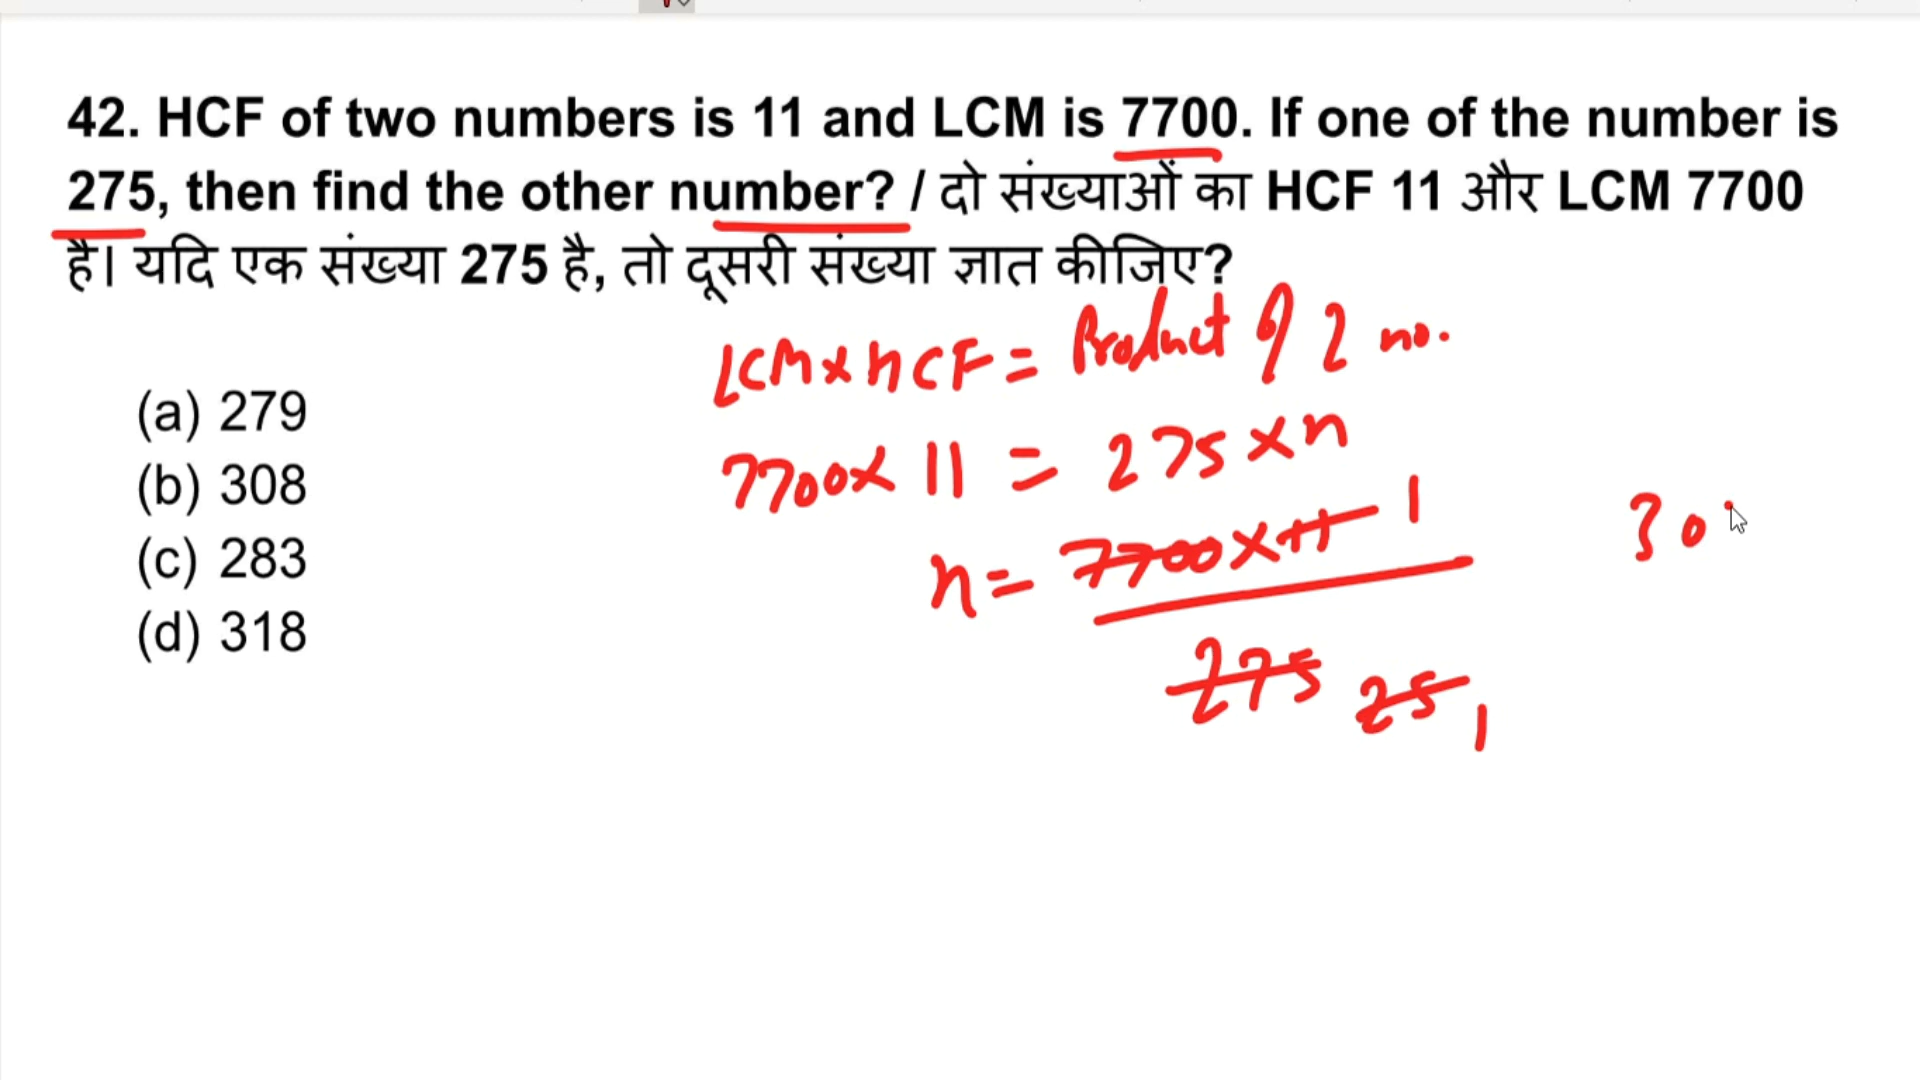 42. HCF of two numbers is 11 and LCM is 7700. If one of the number is
275, then find the other number? / दो संख्याओं का HCF 11 और LCM 7700
है। यदि एक संख्या 275 है, तो दूसरी संख्या ज्ञात कीजिए?
(a) 279
(b) 308
(c) 283
(d) 318
LCM x HCF = Product of 2 no.
7700 x 11 = 275 x n
n = 7700 x 11 1
275 25 1
30